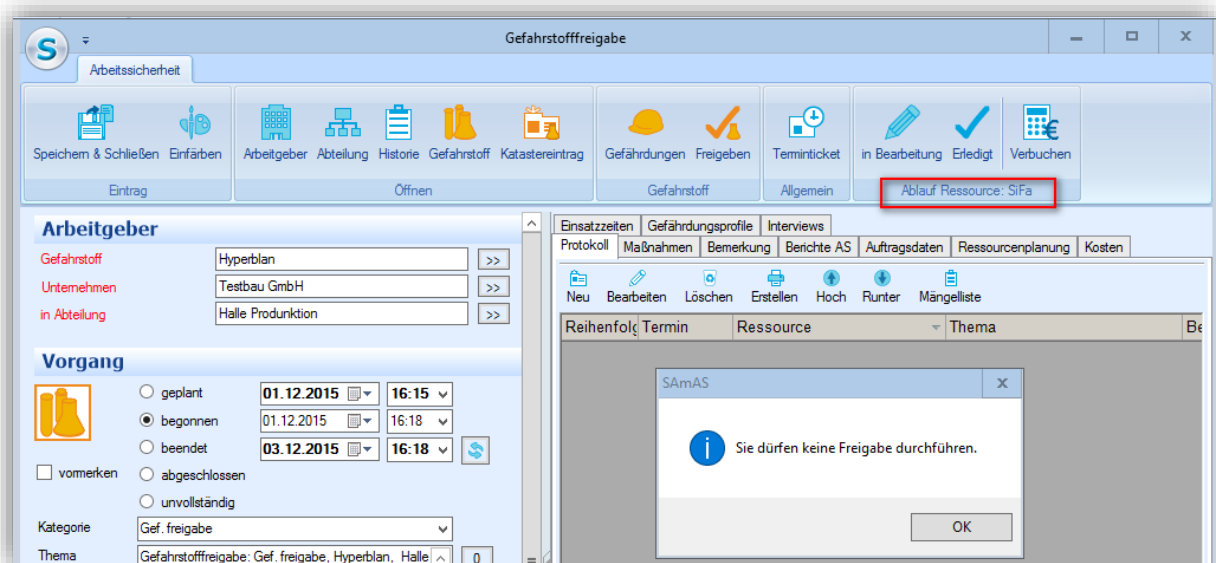 Gefahrstofffreigabe
S
Arbeitssicherheit
Speichern & Schließen Einfärben Arbeitgeber Abteilung Historie Gefahrstoff Katastereintrag Gefährdungen Freigeben Terminticket in Bearbeitung Erledigt Verbuchen
Eintrag Öffnen Gefahrstoff Allgemein Ablauf Ressource: SiFa
Arbeitgeber
Gefahrstoff Hyperblan >>
Unternehmen Testbau GmbH >>
in Abteilung Halle Produnktion >>
Vorgang
geplant 01.12.2015 16:15
begonnen 01.12.2015 16:18
beendet 03.12.2015 16:18
vormerken abgeschlossen
unvollständig
Kategorie Gef. freigabe
Thema Gefahrstofffreigabe: Gef. freigabe, Hyperblan, Halle 0
Einsatzzeiten Gefährdungsprofile Interviews
Protokoll Maßnahmen Bemerkung Berichte AS Auftragsdaten Ressourcenplanung Kosten
Neu Bearbeiten Löschen Erstellen Hoch Runter Mängelliste
Reihenfolg Termin Ressource Thema Be
SAmAS X
Sie dürfen keine Freigabe durchführen.
OK